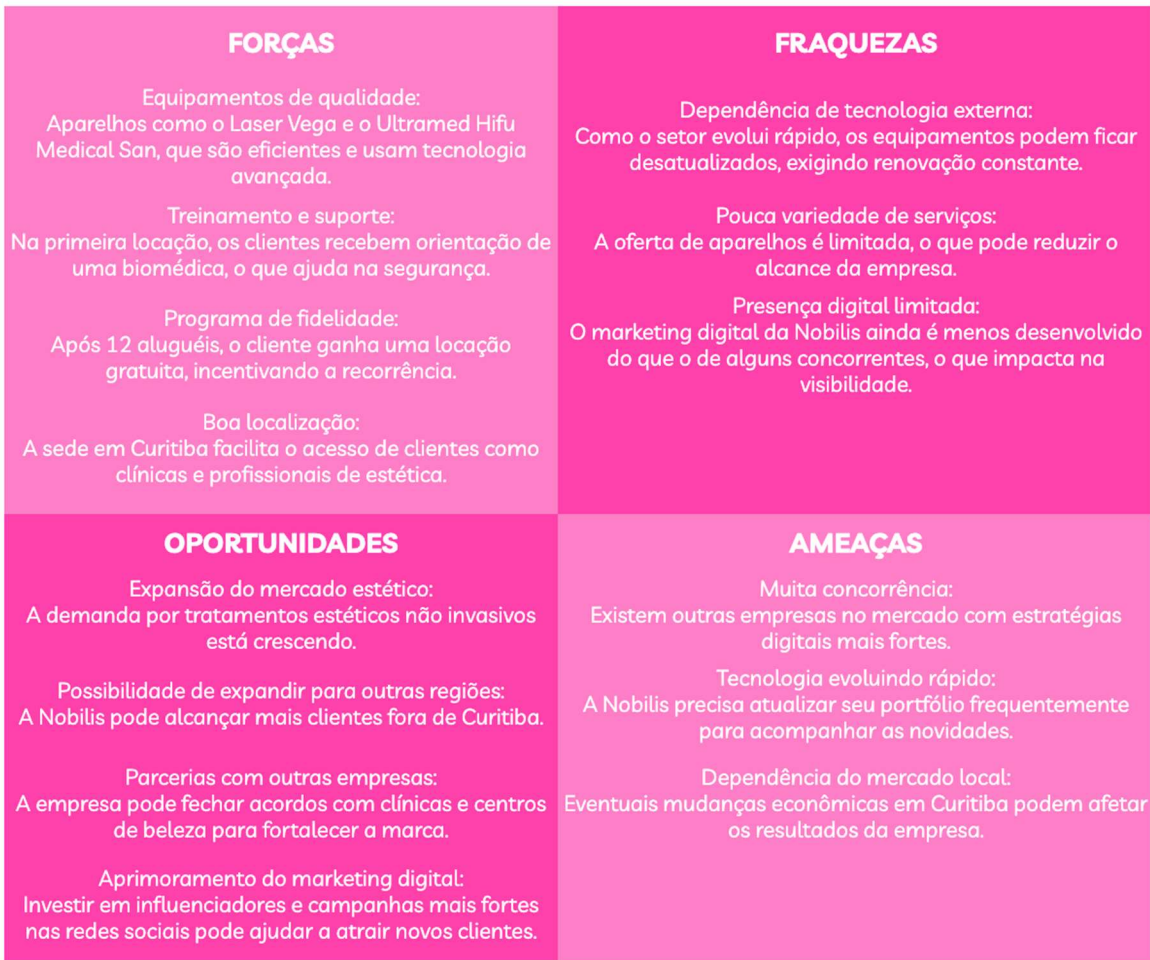 FORÇAS
Equipamentos de qualidade:
Aparelhos como o Laser Vega e o Ultramed Hifu
Medical San, que são eficientes e usam tecnologia
avançada.
Treinamento e suporte:
Na primeira locação, os clientes recebem orientação de
uma biomédica, o que ajuda na segurança.
Programa de fidelidade:
Após 12 aluguéis, o cliente ganha uma locação
gratuita, incentivando a recorrência.
Boa localização:
A sede em Curitiba facilita o acesso de clientes como
clínicas e profissionais de estética.
FRAQUEZAS
Dependência de tecnologia externa:
Como o setor evolui rápido, os equipamentos podem ficar
desatualizados, exigindo renovação constante.
Pouca variedade de serviços:
A oferta de aparelhos é limitada, o que pode reduzir o
alcance da empresa.
Presença digital limitada:
O marketing digital da Nobilis ainda é menos desenvolvido
do que o de alguns concorrentes, o que impacta na
visibilidade.
OPORTUNIDADES
Expansão do mercado estético:
A demanda por tratamentos estéticos não invasivos
está crescendo.
Possibilidade de expandir para outras regiões:
A Nobilis pode alcançar mais clientes fora de Curitiba.
Parcerias com outras empresas:
A empresa pode fechar acordos com clínicas e centros
de beleza para fortalecer a marca.
Aprimoramento do marketing digital:
Investir em influenciadores e campanhas mais fortes
nas redes sociais pode ajudar a atrair novos clientes.
AMEAÇAS
Muita concorrência:
Existem outras empresas no mercado com estratégias
digitais mais fortes.
Tecnologia evoluindo rápido:
A Nobilis precisa atualizar seu portfólio frequentemente
para acompanhar as novidades.
Dependência do mercado local:
Eventuais mudanças econômicas em Curitiba podem afetar
os resultados da empresa.